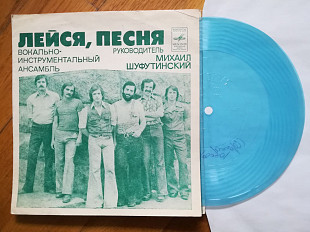 ЛЕЙСЯ, ПЕСНЯ
ВОКАЛЬНО-
ИНСТРУМЕНТАЛЬНЫЙ
АНСАМБЛЬ
РУКОВОДИТЕЛЬ
МИХАИЛ
ШУФУТИНСКИЙ